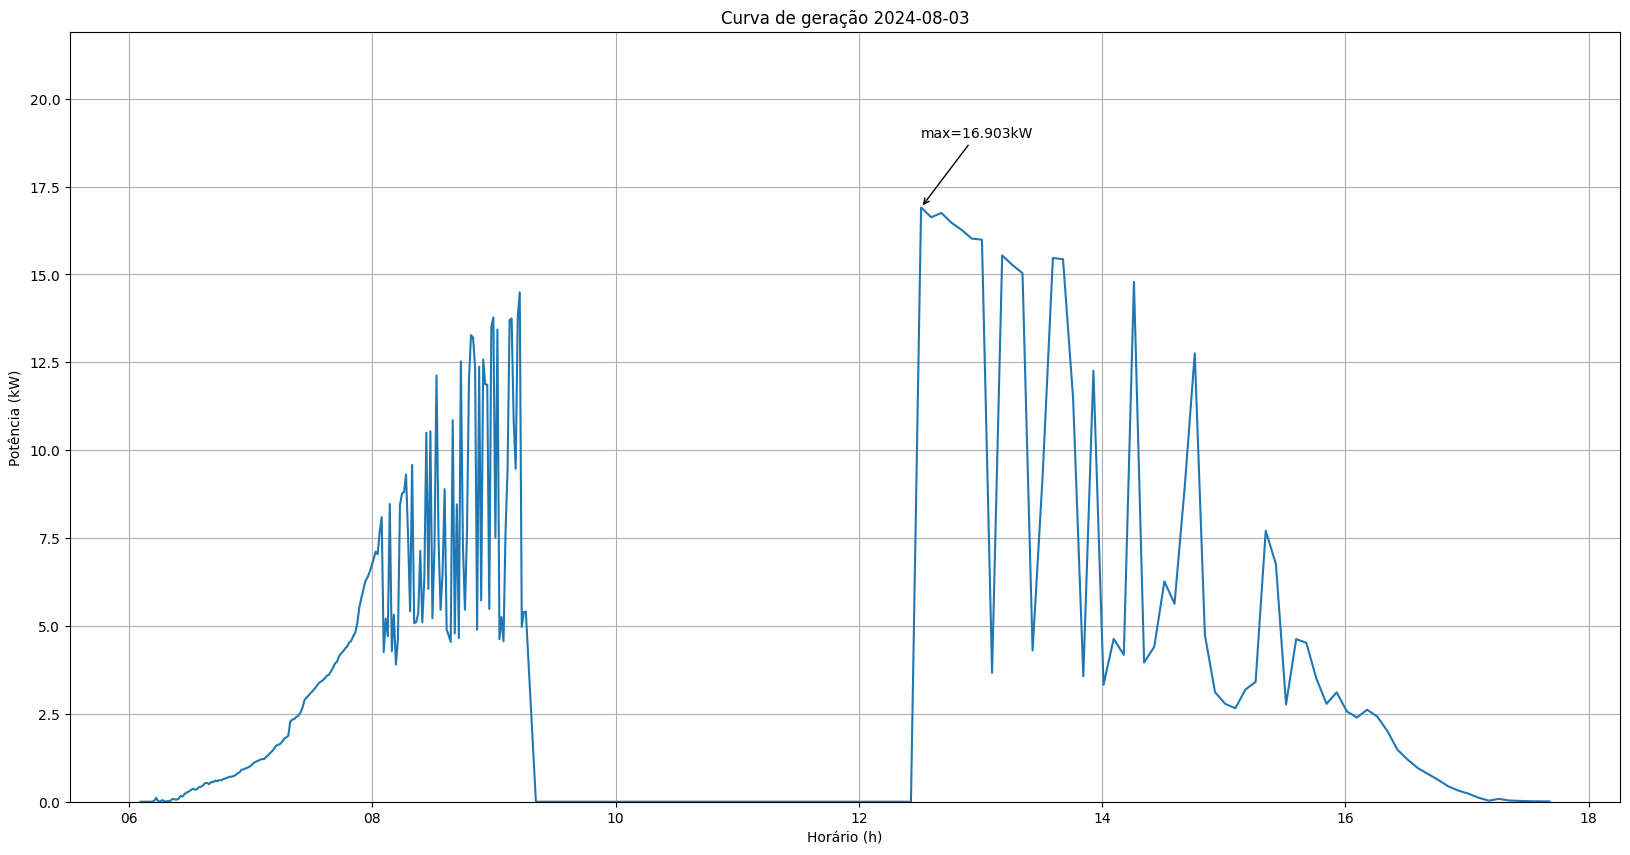 Curva de geração 2024-08-03
max=16.903kW
Potência (kW)
20.0
17.5
15.0
12.5
10.0
7.5
5.0
2.5
0.0
06 08 10 12 14 16 18
Horário (h)